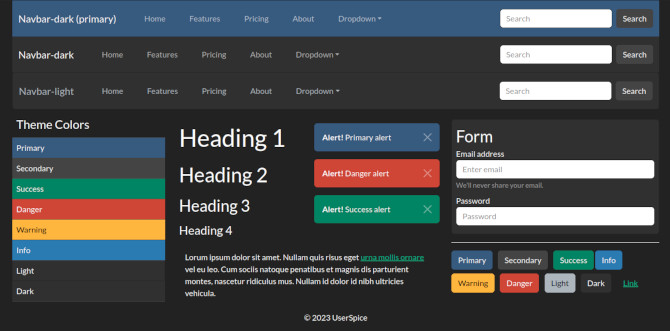 Navbar-dark (primary) Home Features Pricing About Dropdown Search Search
Navbar-dark Home Features Pricing About Dropdown Search Search
Navbar-light Home Features Pricing About Dropdown Search Search
Theme Colors
Primary
Secondary
Success
Danger
Warning
Info
Light
Dark
Heading 1
Heading 2
Heading 3
Heading 4
Alert! Primary alert
Alert! Danger alert
Alert! Success alert
Lorum ipsum dolor sit amet. Nullam quis risus eget urna mollis ornare
vel eu leo. Cum sociis natoque penatibus et magnis dis parturient
montes, nascetur ridiculus mus. Nullam id dolor id nibh ultricies
vehicula.
Form
Email address
Enter email
We'll never share your email.
Password
Password
Primary Secondary Success Info
Warning Danger Light Dark Link
© 2023 UserSpice